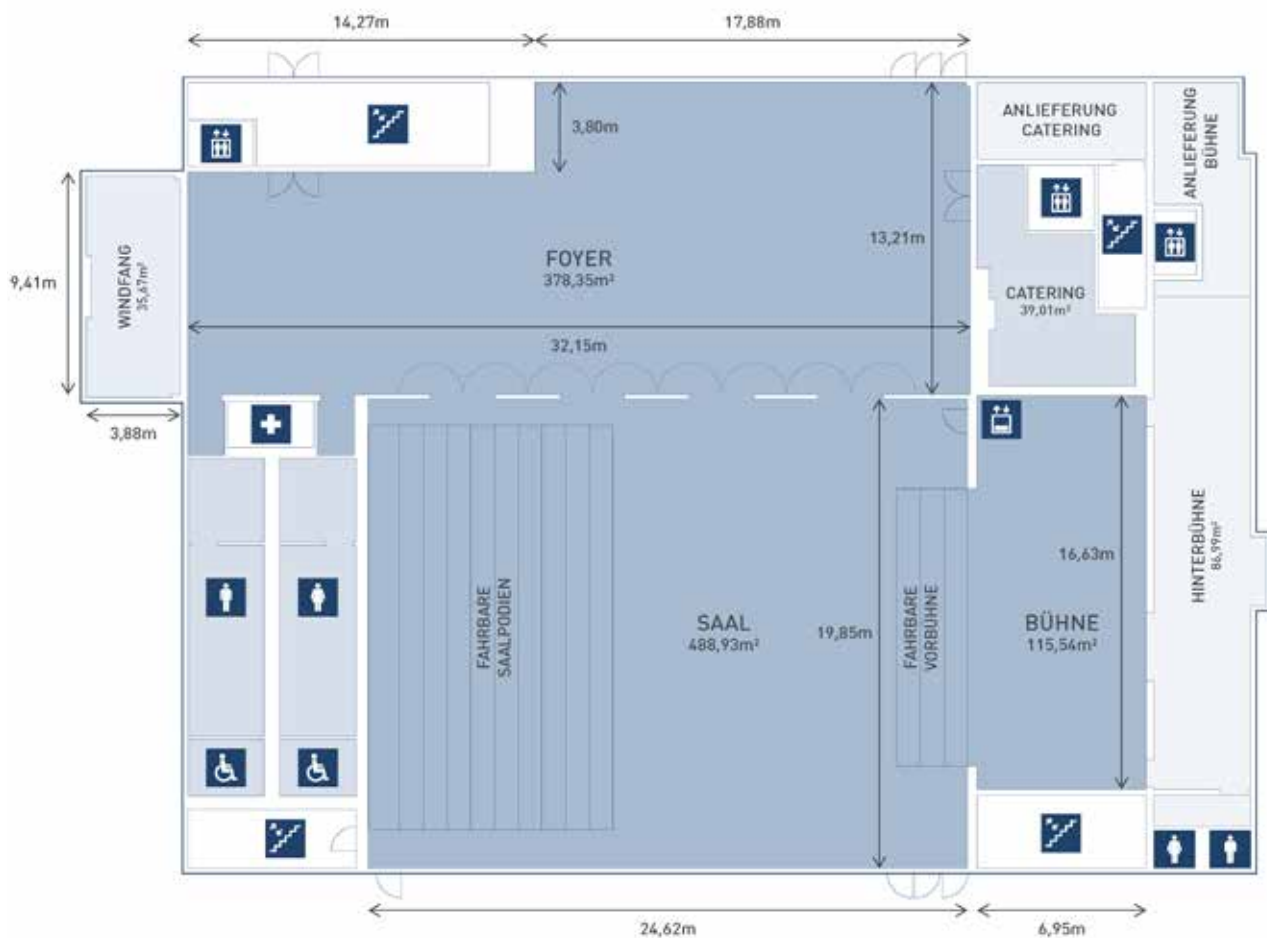 14,27m
17,88m
3,80m
ANLIEFERUNG
CATERING
ANLIEFERUNG
BÜHNE
9,41m
WINDFANG
35,67m²
FOYER
378,35m²
13,21m
CATERING
39,01m²
32,15m
3,88m
FAHRBARE
SAALPODIEN
SAAL
488,93m²
19,85m
FAHRBARE
VORBÜHNE
16,63m
BÜHNE
115,54m²
HINTERBÜHNE
86,99m²
24,62m
6,95m